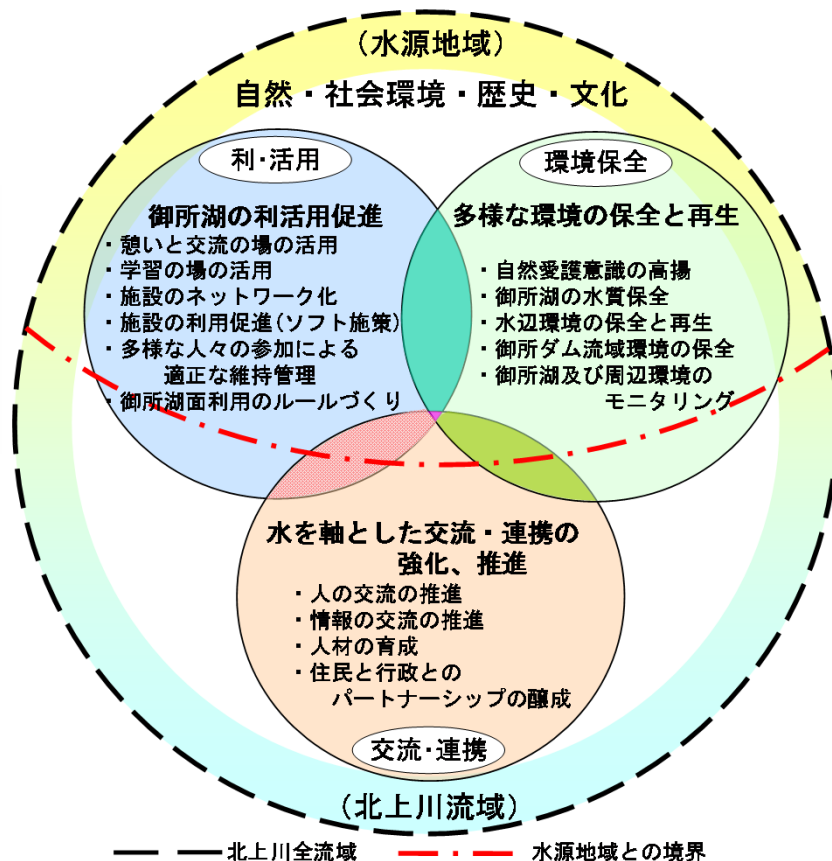 (水源地域)
自然・社会環境・歴史・文化
利・活用
御所湖の利活用促進
・憩いと交流の場の活用
・学習の場の活用
・施設のネットワーク化
・施設の利用促進(ソフト施策)
・多様な人々の参加による
適正な維持管理
・御所湖面利用のルールづくり
環境保全
多様な環境の保全と再生
・自然愛護意識の高揚
・御所湖の水質保全
・水辺環境の保全と再生
・御所ダム流域環境の保全
・御所湖及び周辺環境の
モニタリング
水を軸とした交流・連携の
強化、推進
・人の交流の推進
・情報の交流の推進
・人材の育成
・住民と行政との
パートナーシップの醸成
交流・連携
(北上川流域)
北上川全流域
水源地域との境界